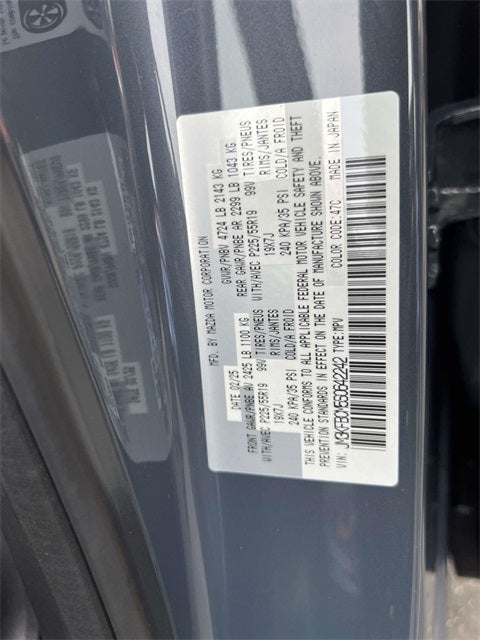 MFD. BY MAZDA MOTOR CORPORATION
DATE: 02/25 GVWR/PNBV 4724 LB 2143 KG
FRONT GAWR/PNBE AV 2425 LB 1100 KG REAR GAWR/PNBE AR 2299 LB 1043 KG
WITH/AVEC P225/55R19 99V TIRES/PNEUS WITH/AVEC P225/55R19 99V TIRES/PNEUS
19X7J RIMS/JANTES 19X7J RIMS/JANTES
240 KPA/35 PSI COLD/A FROID 240 KPA/35 PSI COLD/A FROID
THIS VEHICLE CONFORMS TO ALL APPLICABLE FEDERAL MOTOR VEHICLE SAFETY AND THEFT
PREVENTION STANDARDS IN EFFECT ON THE DATE OF MANUFACTURE SHOWN ABOVE.
VIN: TYPE:MPV COLOR CODE: 47C MADE IN JAPAN